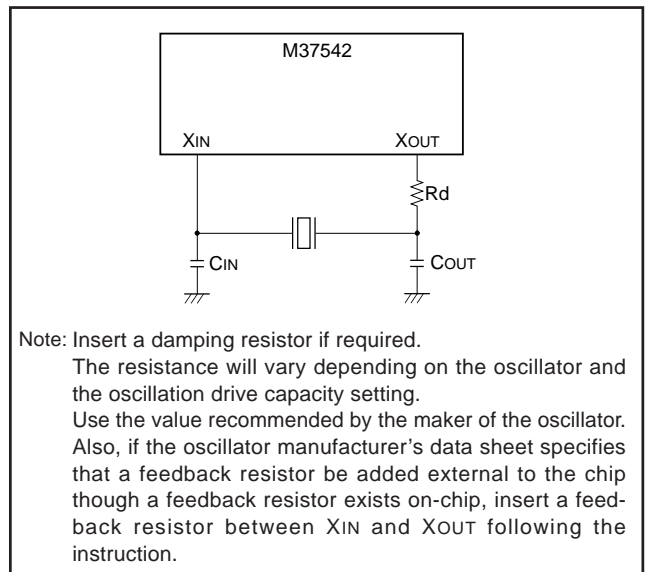 M37542
XIN
XOUT
Rd
CIN
COUT
Note: Insert a damping resistor if required.
The resistance will vary depending on the oscillator and
the oscillation drive capacity setting.
Use the value recommended by the maker of the oscillator.
Also, if the oscillator manufacturer's data sheet specifies
that a feedback resistor be added external to the chip
though a feedback resistor exists on-chip, insert a feed-
back resistor between XIN and XOUT following the
instruction.